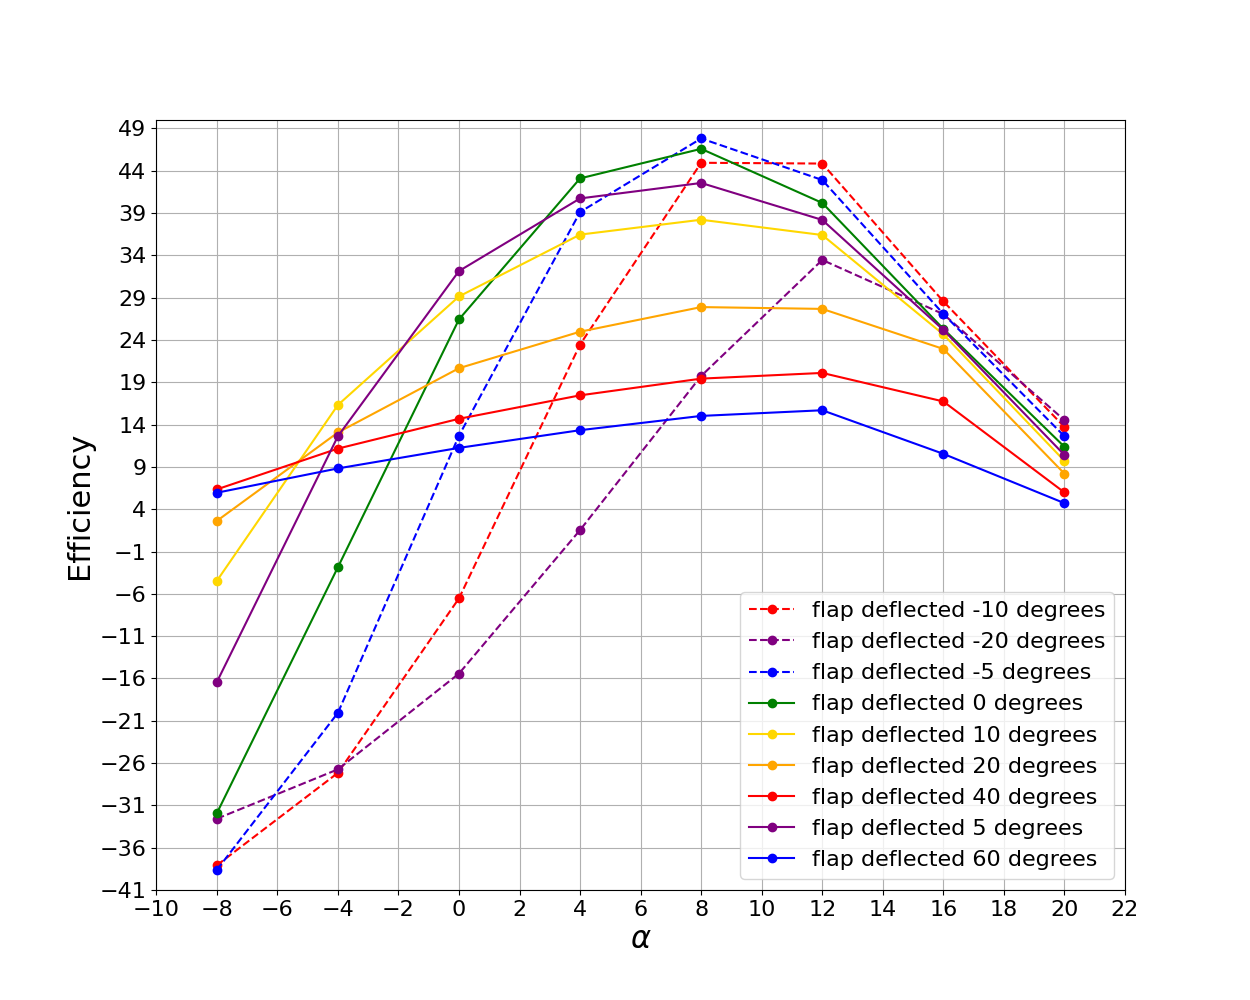 49
44
39
34
29
24
19
14
9
4
−1
−6
−11
−16
−21
−26
−31
−36
−41
Efficiency
−10 −8 −6 −4 −2 0 2 4 6 8 10 12 14 16 18 20 22
α
flap deflected -10 degrees
flap deflected -20 degrees
flap deflected -5 degrees
flap deflected 0 degrees
flap deflected 10 degrees
flap deflected 20 degrees
flap deflected 40 degrees
flap deflected 5 degrees
flap deflected 60 degrees